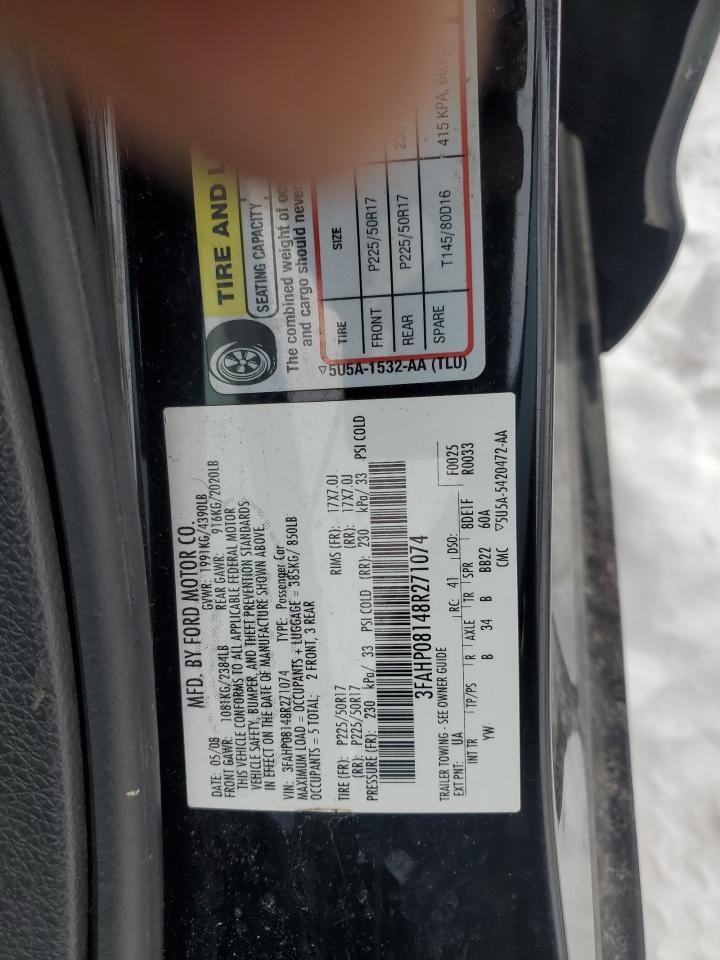 TIRE AND
SEATING CAPACITY
The combined weight of
and cargo should never
TIRE SIZE
FRONT P225/50R17
REAR P225/50R17
SPARE T145/80D16 415 KPA, 60
▽5U5A-1532-AA (TLU)
MFD. BY FORD MOTOR CO.
DATE: 05/08 GVWR: 1991KG/4390LB
FRONT GAWR: 1081KG/2384LB REAR GAWR: 916KG/2020LB
THIS VEHICLE CONFORMS TO ALL APPLICABLE FEDERAL MOTOR
VEHICLE SAFETY, BUMPER, AND THEFT PREVENTION STANDARDS
IN EFFECT ON THE DATE OF MANUFACTURE SHOWN ABOVE.
VIN: 3FAHP08148R271074 TYPE: Passenger Car
MAXIMUM LOAD = OCCUPANTS + LUGGAGE = 385KG/ 850LB
OCCUPANTS = 5 TOTAL; 2 FRONT, 3 REAR
TIRE (FR): P225/50R17 RIMS (FR): 17X7.0J
(RR): P225/50R17 (RR): 17X7.0J
PRESSURE (FR): 230 kPa/ 33 PSI COLD (RR): 230 kPa/ 33 PSI COLD
3FAHP08148R271074
TRAILER TOWING - SEE OWNER GUIDE F0025
EXT PNT: UA RC: 41 DSO: R0033
INT TR TP/PS R AXLE TR SPR 8DE1F
YW B 34 B BB22 60A
CMC ▽5U5A-5420472-AA